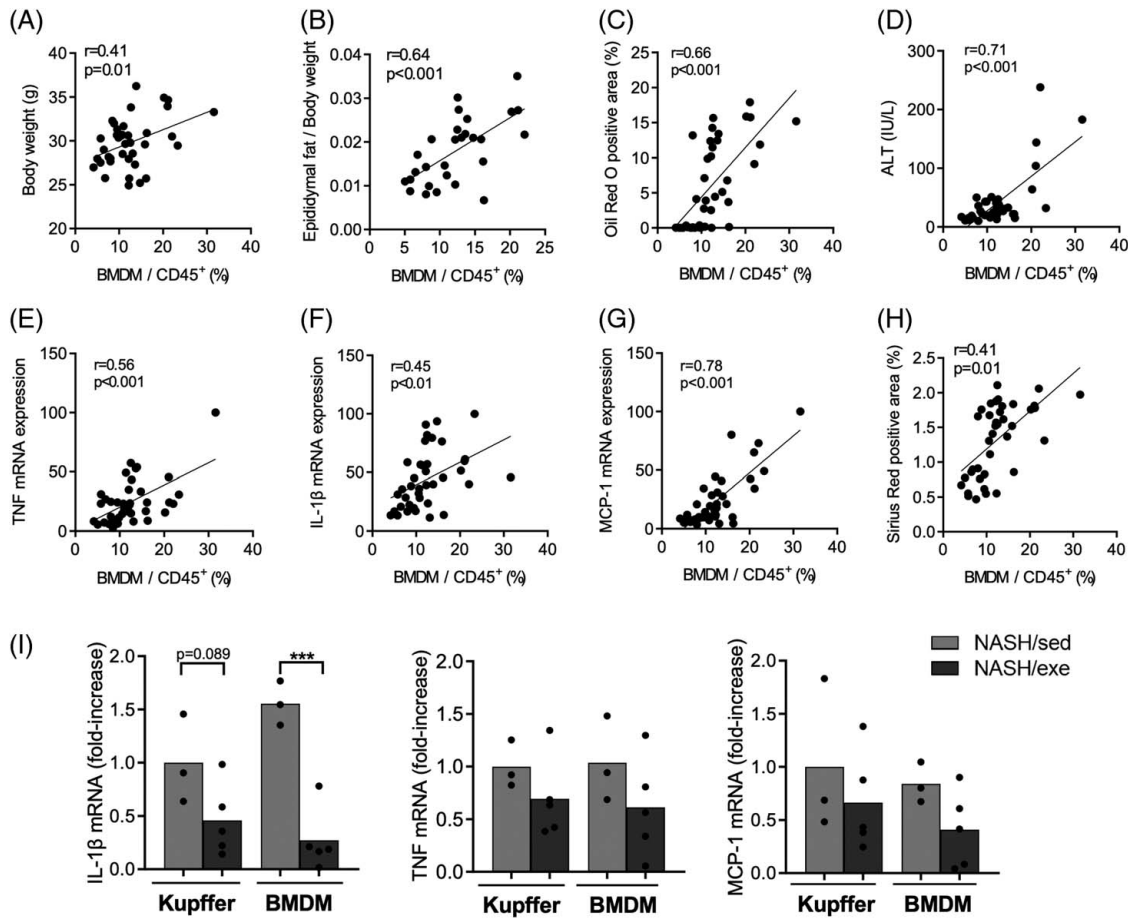 (A)
r=0.41
p=0.01
Body weight (g)
40
35
30
25
20
0
10
20
30
40
BMDM / CD45⁺ (%)
(B)
r=0.64
p<0.001
Epididymal fat / Body weight
0.04
0.03
0.02
0.01
0.00
0
5
10
15
20
25
BMDM / CD45⁺ (%)
(C)
r=0.66
p<0.001
Oil Red O positive area (%)
25
20
15
10
5
0
0
10
20
30
40
BMDM / CD45⁺ (%)
(D)
r=0.71
p<0.001
ALT (IU/L)
300
200
100
0
0
10
20
30
40
BMDM / CD45⁺ (%)
(E)
r=0.56
p<0.001
TNF mRNA expression
150
100
50
0
0
10
20
30
40
BMDM / CD45⁺ (%)
(F)
r=0.45
p<0.01
IL-1β mRNA expression
150
100
50
0
0
10
20
30
40
BMDM / CD45⁺ (%)
(G)
r=0.78
p<0.001
MCP-1 mRNA expression
150
100
50
0
0
10
20
30
40
BMDM / CD45⁺ (%)
(H)
r=0.41
p=0.01
Sirius Red positive area (%)
2.5
2.0
1.5
1.0
0.5
0.0
0
10
20
30
40
BMDM / CD45⁺ (%)
(I)
IL-1β mRNA (fold-increase)
2.0
1.5
1.0
0.5
0.0
p=0.089
***
Kupffer
BMDM
TNF mRNA (fold-increase)
2.0
1.5
1.0
0.5
0.0
Kupffer
BMDM
MCP-1 mRNA (fold-increase)
2.0
1.5
1.0
0.5
0.0
Kupffer
BMDM
NASH/sed
NASH/exe